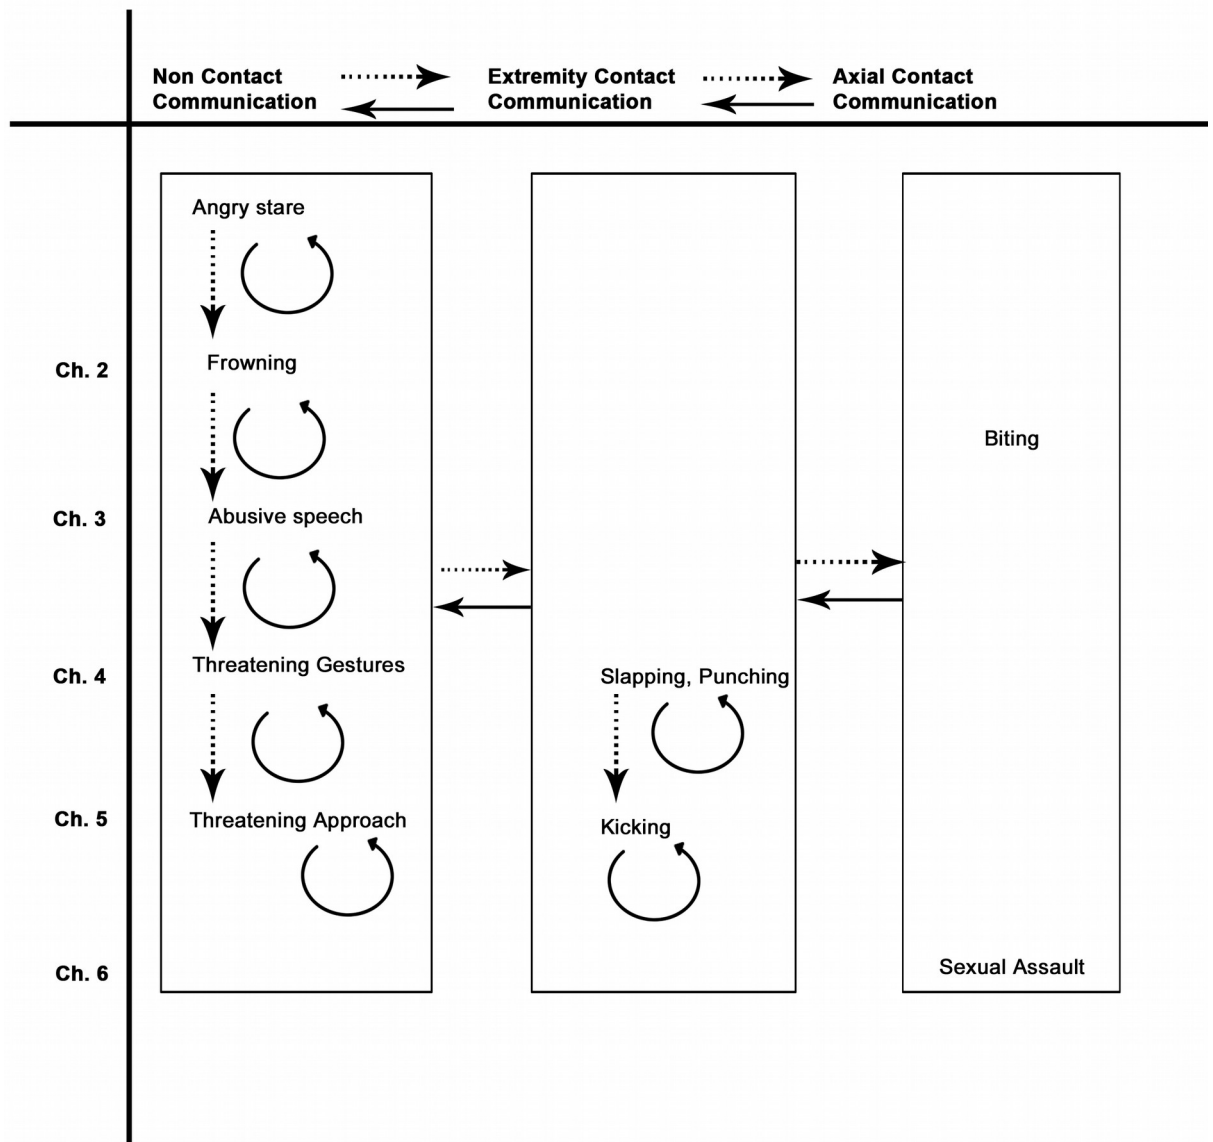 Non Contact Extremity Contact Axial Contact
Communication Communication Communication
Angry stare
Ch. 2 Frowning
Biting
Ch. 3 Abusive speech
Threatening Gestures
Ch. 4 Slapping, Punching
Ch. 5 Threatening Approach Kicking
Ch. 6 Sexual Assault